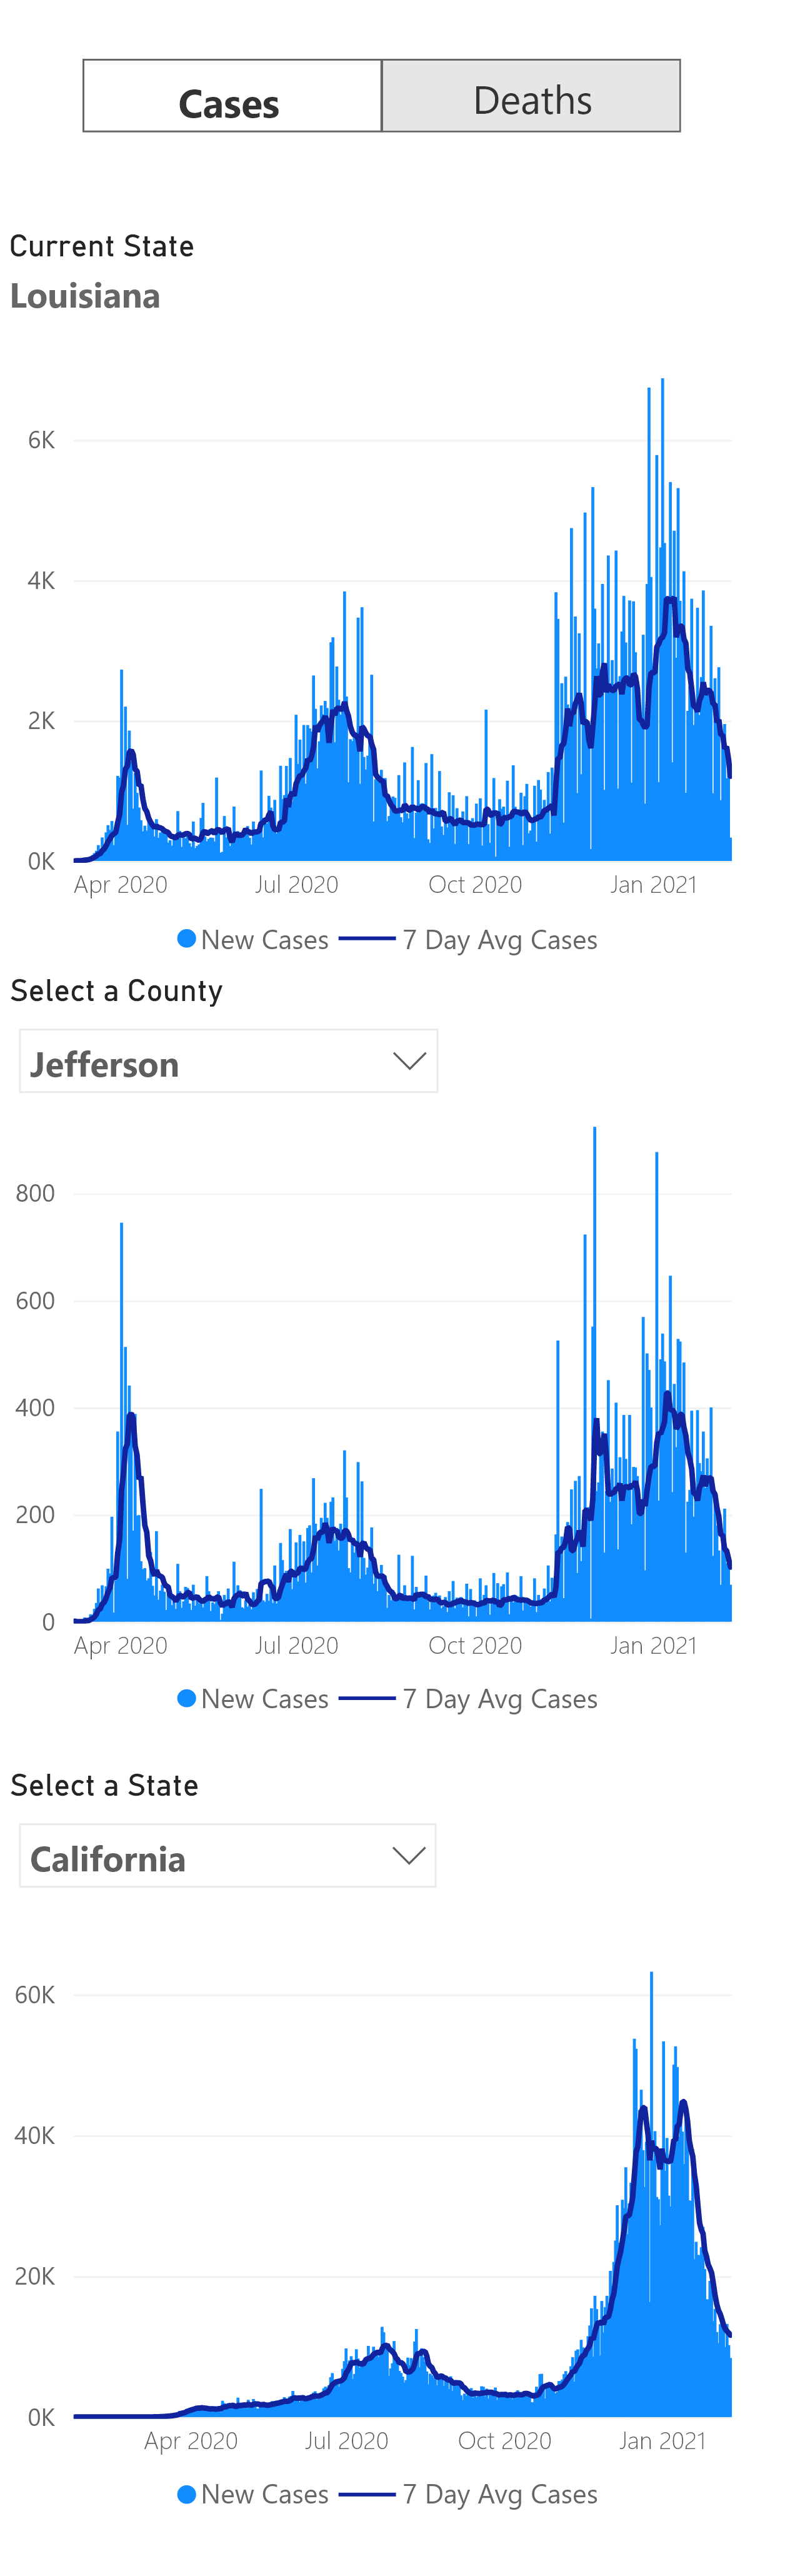 Cases Deaths
Current State
Louisiana
6K
4K
2K
0K
Apr 2020 Jul 2020 Oct 2020 Jan 2021
New Cases 7 Day Avg Cases
Select a County
Jefferson
800
600
400
200
0
Apr 2020 Jul 2020 Oct 2020 Jan 2021
New Cases 7 Day Avg Cases
Select a State
California
60K
40K
20K
0K
Apr 2020 Jul 2020 Oct 2020 Jan 2021
New Cases 7 Day Avg Cases